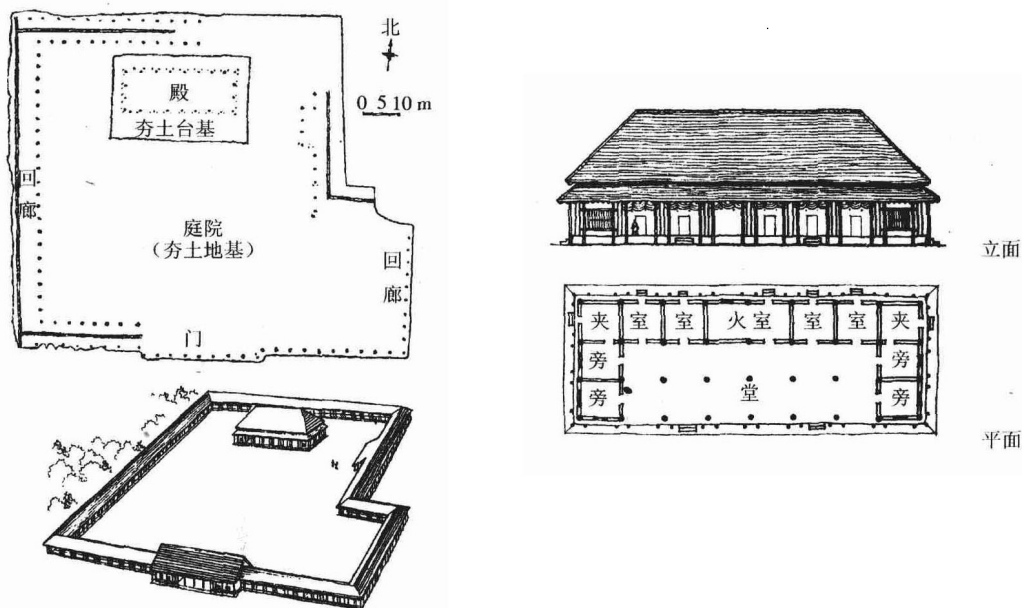 北
0 5 10 m
殿
夯土台基
回廊
庭院
（夯土地基）
回廊
门
立面
夹 室 室 火室 室 室 夹
旁 旁
堂
旁 旁
平面